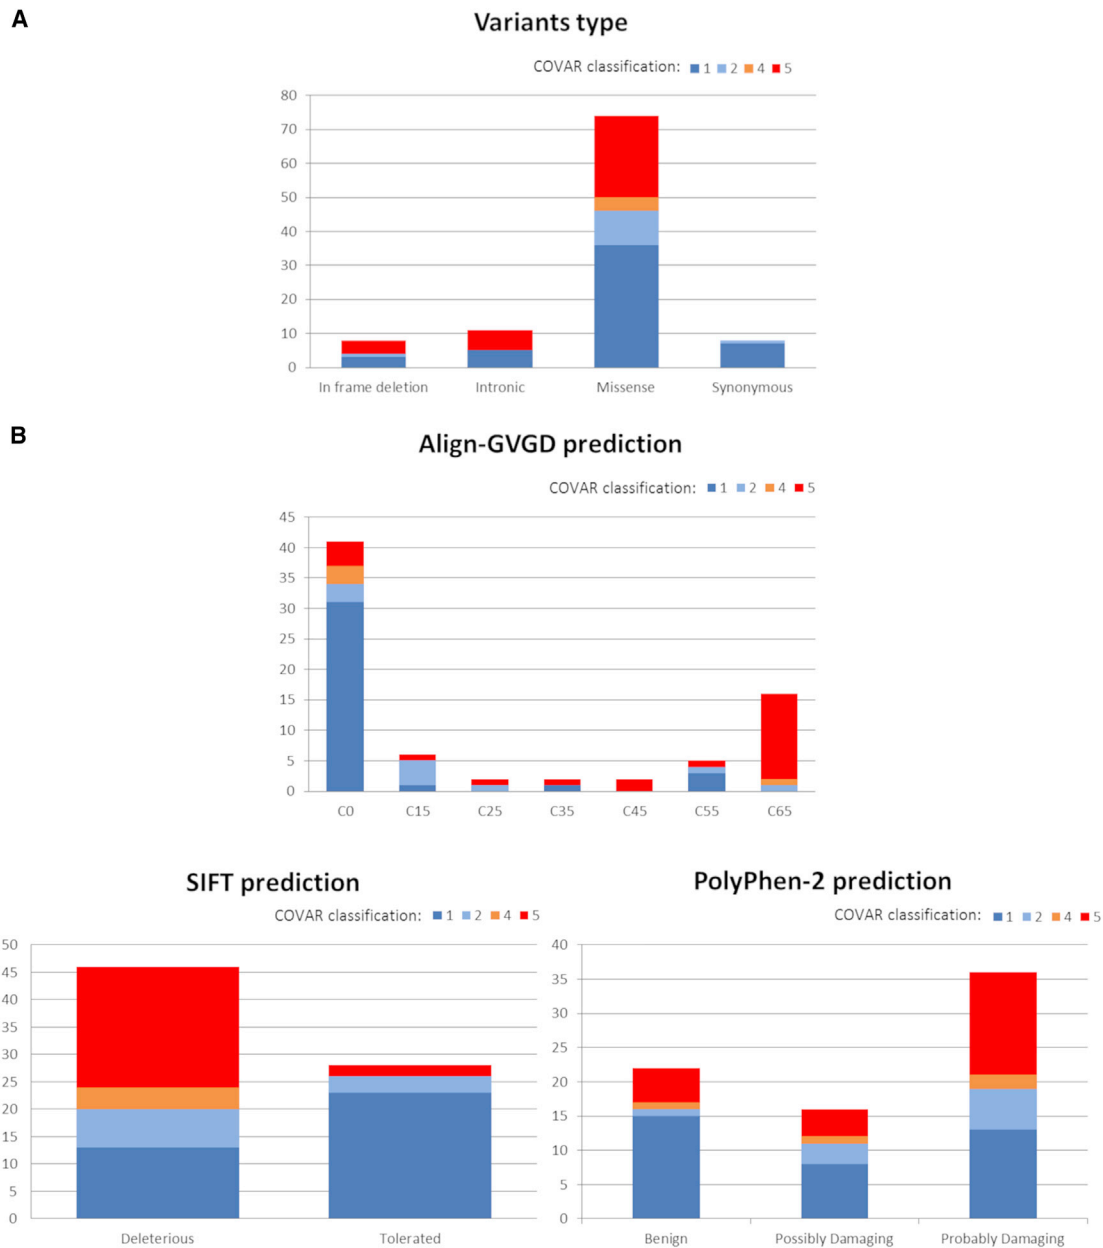 A
Variants type
COVAR classification: 1 2 4 5
80
70
60
50
40
30
20
10
0
In frame deletion Intronic Missense Synonymous
B
Align-GVGD prediction
COVAR classification: 1 2 4 5
45
40
35
30
25
20
15
10
5
0
C0 C15 C25 C35 C45 C55 C65
SIFT prediction
COVAR classification: 1 2 4 5
50
45
40
35
30
25
20
15
10
5
0
Deleterious Tolerated
PolyPhen-2 prediction
COVAR classification: 1 2 4 5
40
35
30
25
20
15
10
5
0
Benign Possibly Damaging Probably Damaging